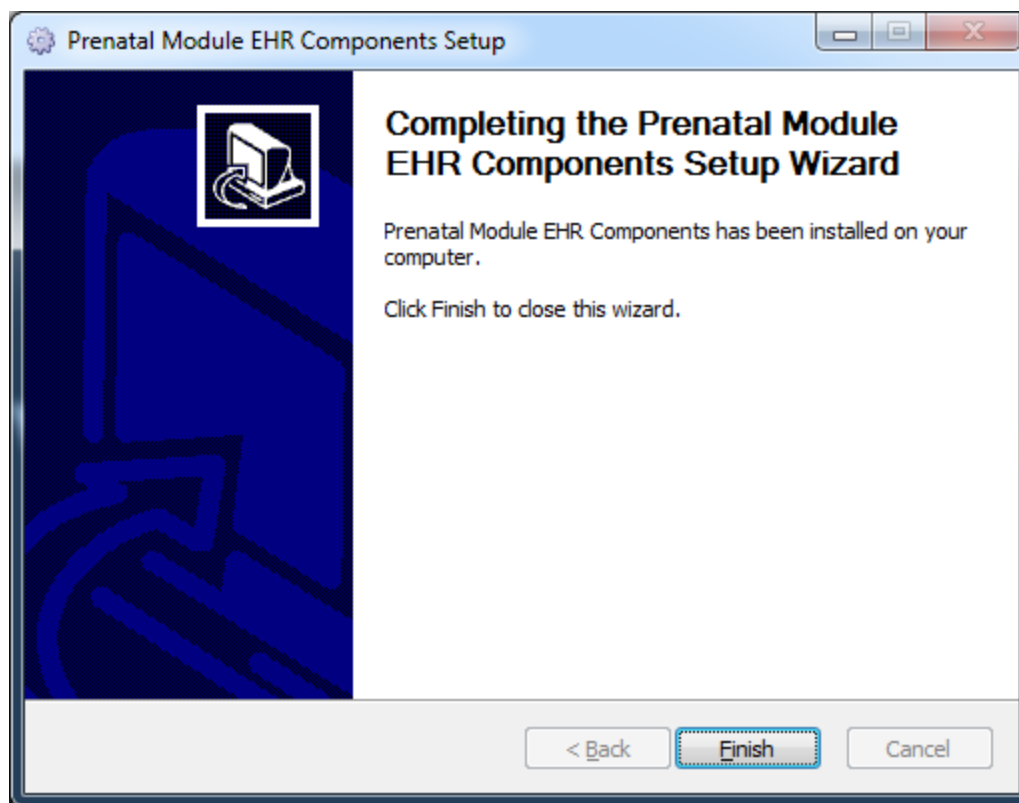 Prenatal Module EHR Components Setup
Completing the Prenatal Module
EHR Components Setup Wizard
Prenatal Module EHR Components has been installed on your
computer.
Click Finish to close this wizard.
< Back
Finish
Cancel